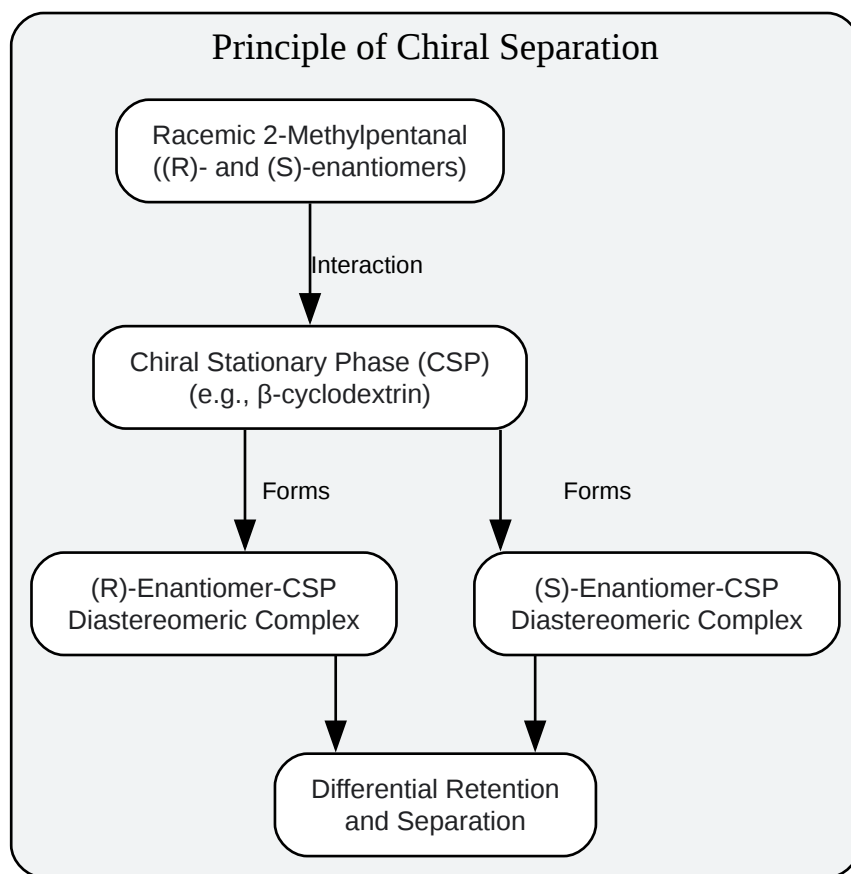 Principle of Chiral Separation
Racemic 2-Methylpentanal
((R)- and (S)-enantiomers)
Interaction
Chiral Stationary Phase (CSP)
(e.g., β-cyclodextrin)
Forms
Forms
(R)-Enantiomer-CSP
Diastereomeric Complex
(S)-Enantiomer-CSP
Diastereomeric Complex
Differential Retention
and Separation